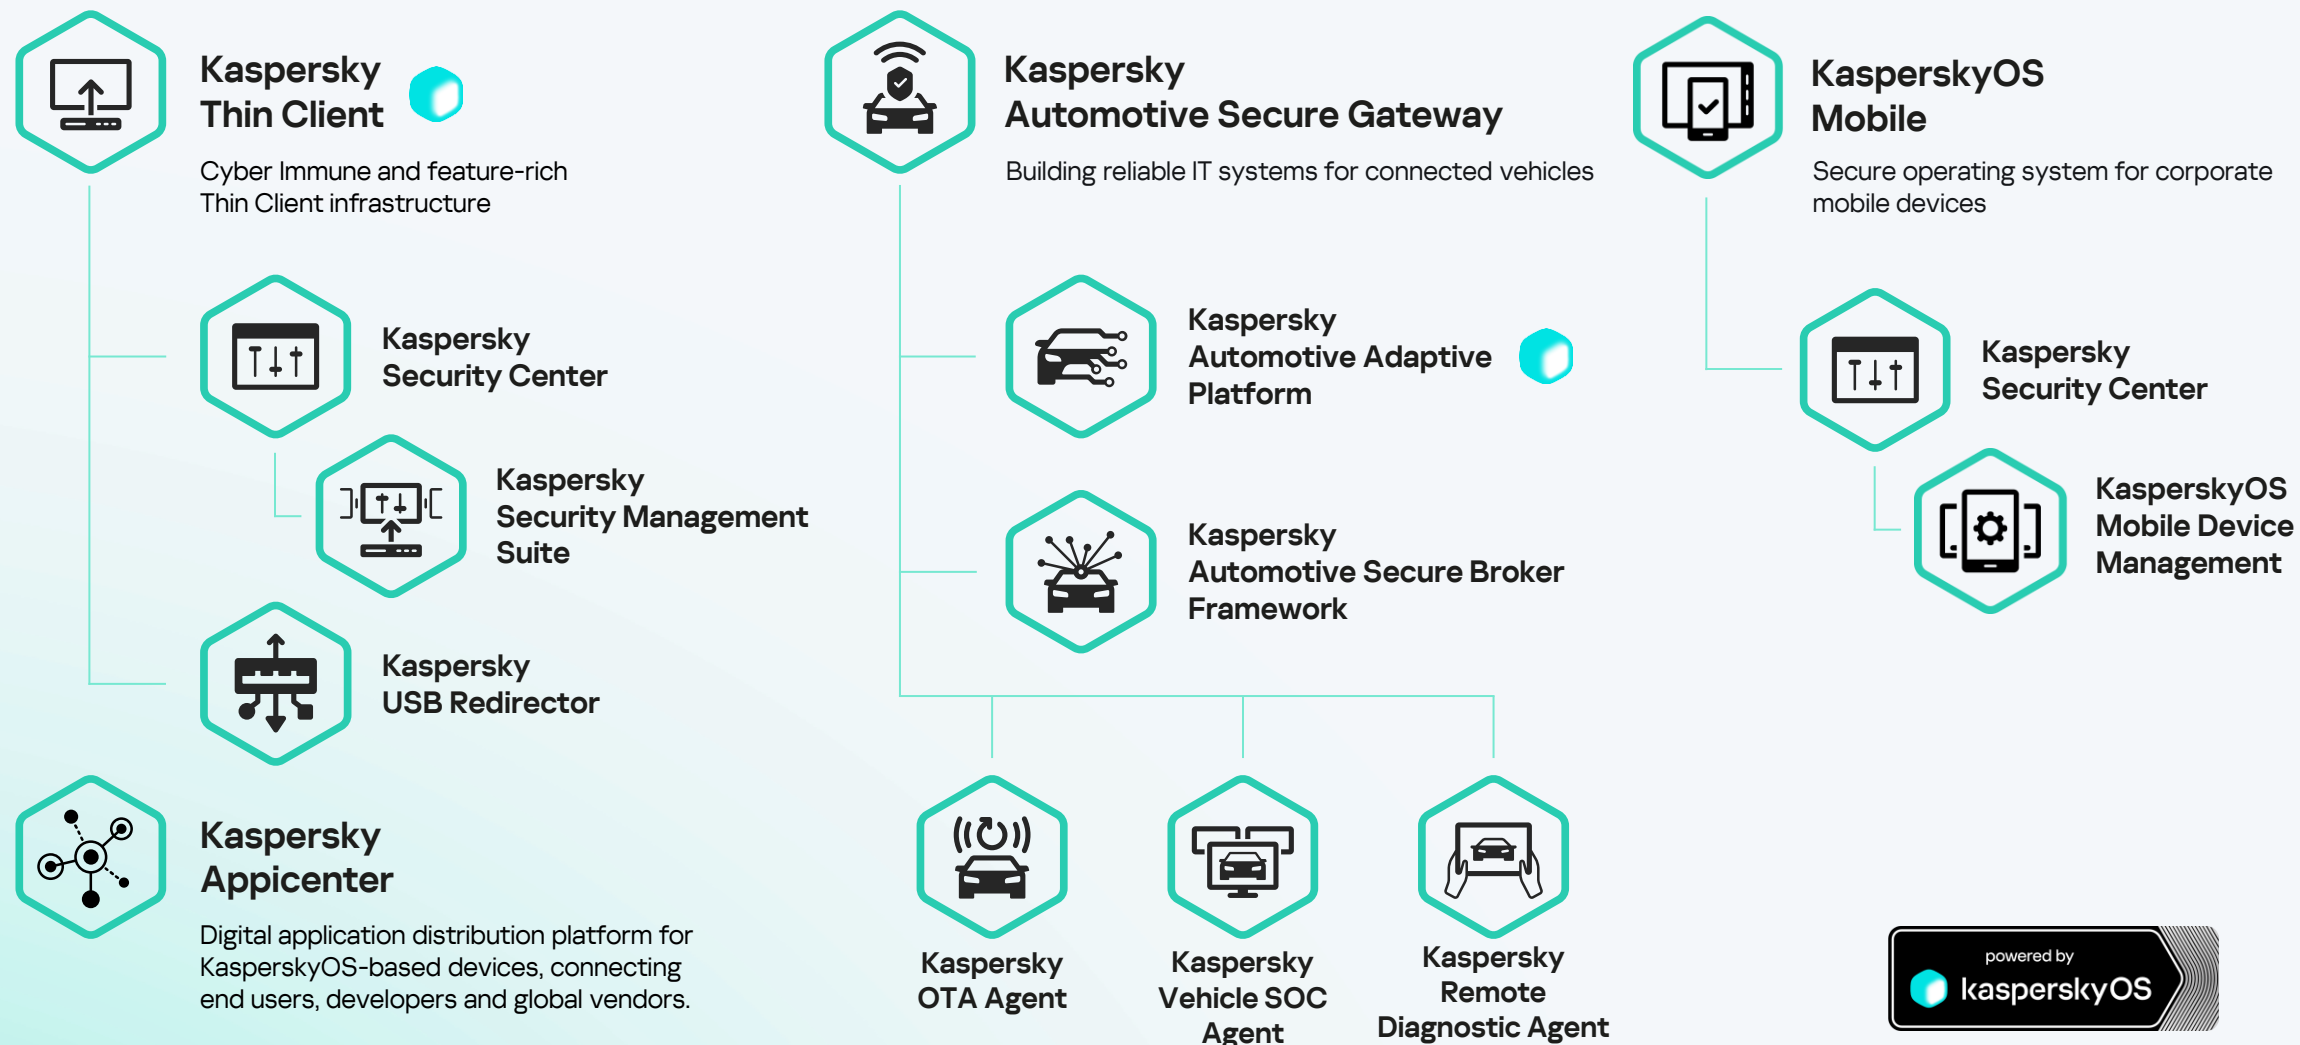 Kaspersky
Thin Client
Cyber Immune and feature-rich
Thin Client infrastructure
Kaspersky
Security Center
Kaspersky
Security Management
Suite
Kaspersky
USB Redirector
Kaspersky
Appicenter
Digital application distribution platform for
KasperskyOS-based devices, connecting
end users, developers and global vendors.
Kaspersky
Automotive Secure Gateway
Building reliable IT systems for connected vehicles
Kaspersky
Automotive Adaptive
Platform
Kaspersky
Automotive Secure Broker
Framework
Kaspersky
OTA Agent
Kaspersky
Vehicle SOC
Agent
Kaspersky
Remote
Diagnostic Agent
KasperskyOS
Mobile
Secure operating system for corporate
mobile devices
Kaspersky
Security Center
KasperskyOS
Mobile Device
Management
powered by
kasperskyOS